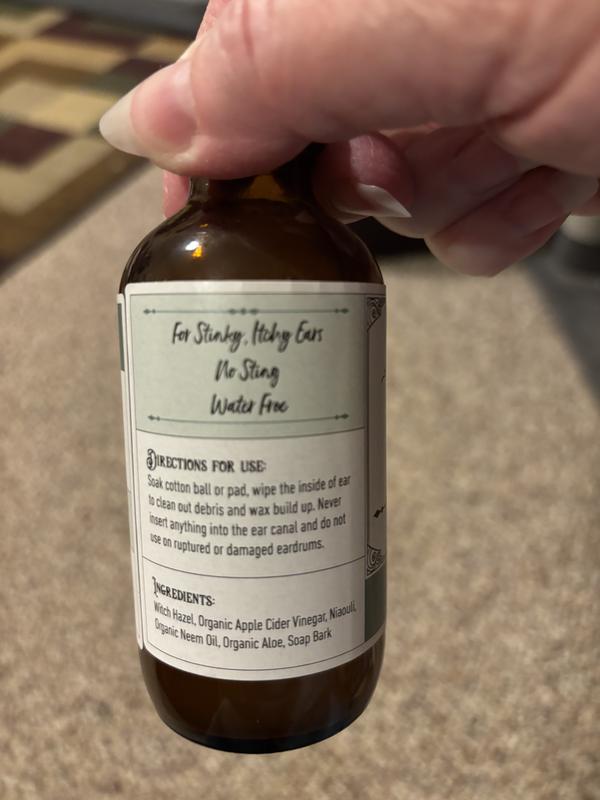 For Stinky, Itchy Ears
No Sting
Water Free
Directions for use:
Soak cotton ball or pad, wipe the inside of ear
to clean out debris and wax build up. Never
insert anything into the ear canal and do not
use on ruptured or damaged eardrums.
Ingredients:
Witch Hazel, Organic Apple Cider Vinegar, Niaouli,
Organic Neem Oil, Organic Aloe, Soap Bark